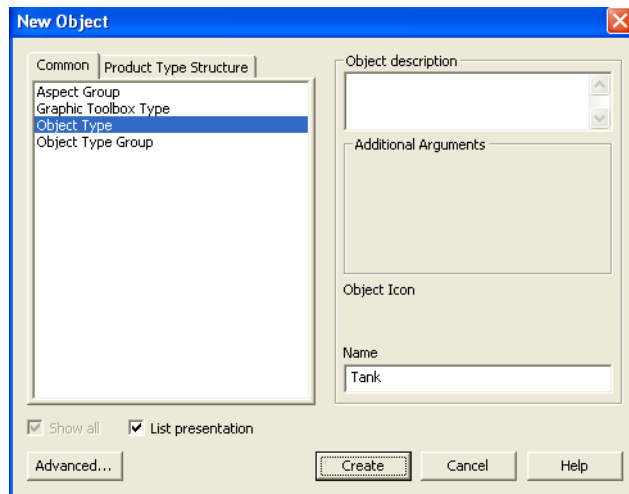 New Object
Common
Product Type Structure
Aspect Group
Graphic Toolbox Type
Object Type
Object Type Group
Object description
Additional Arguments
Object Icon
Name
Tank
Show all
List presentation
Advanced...
Create
Cancel
Help